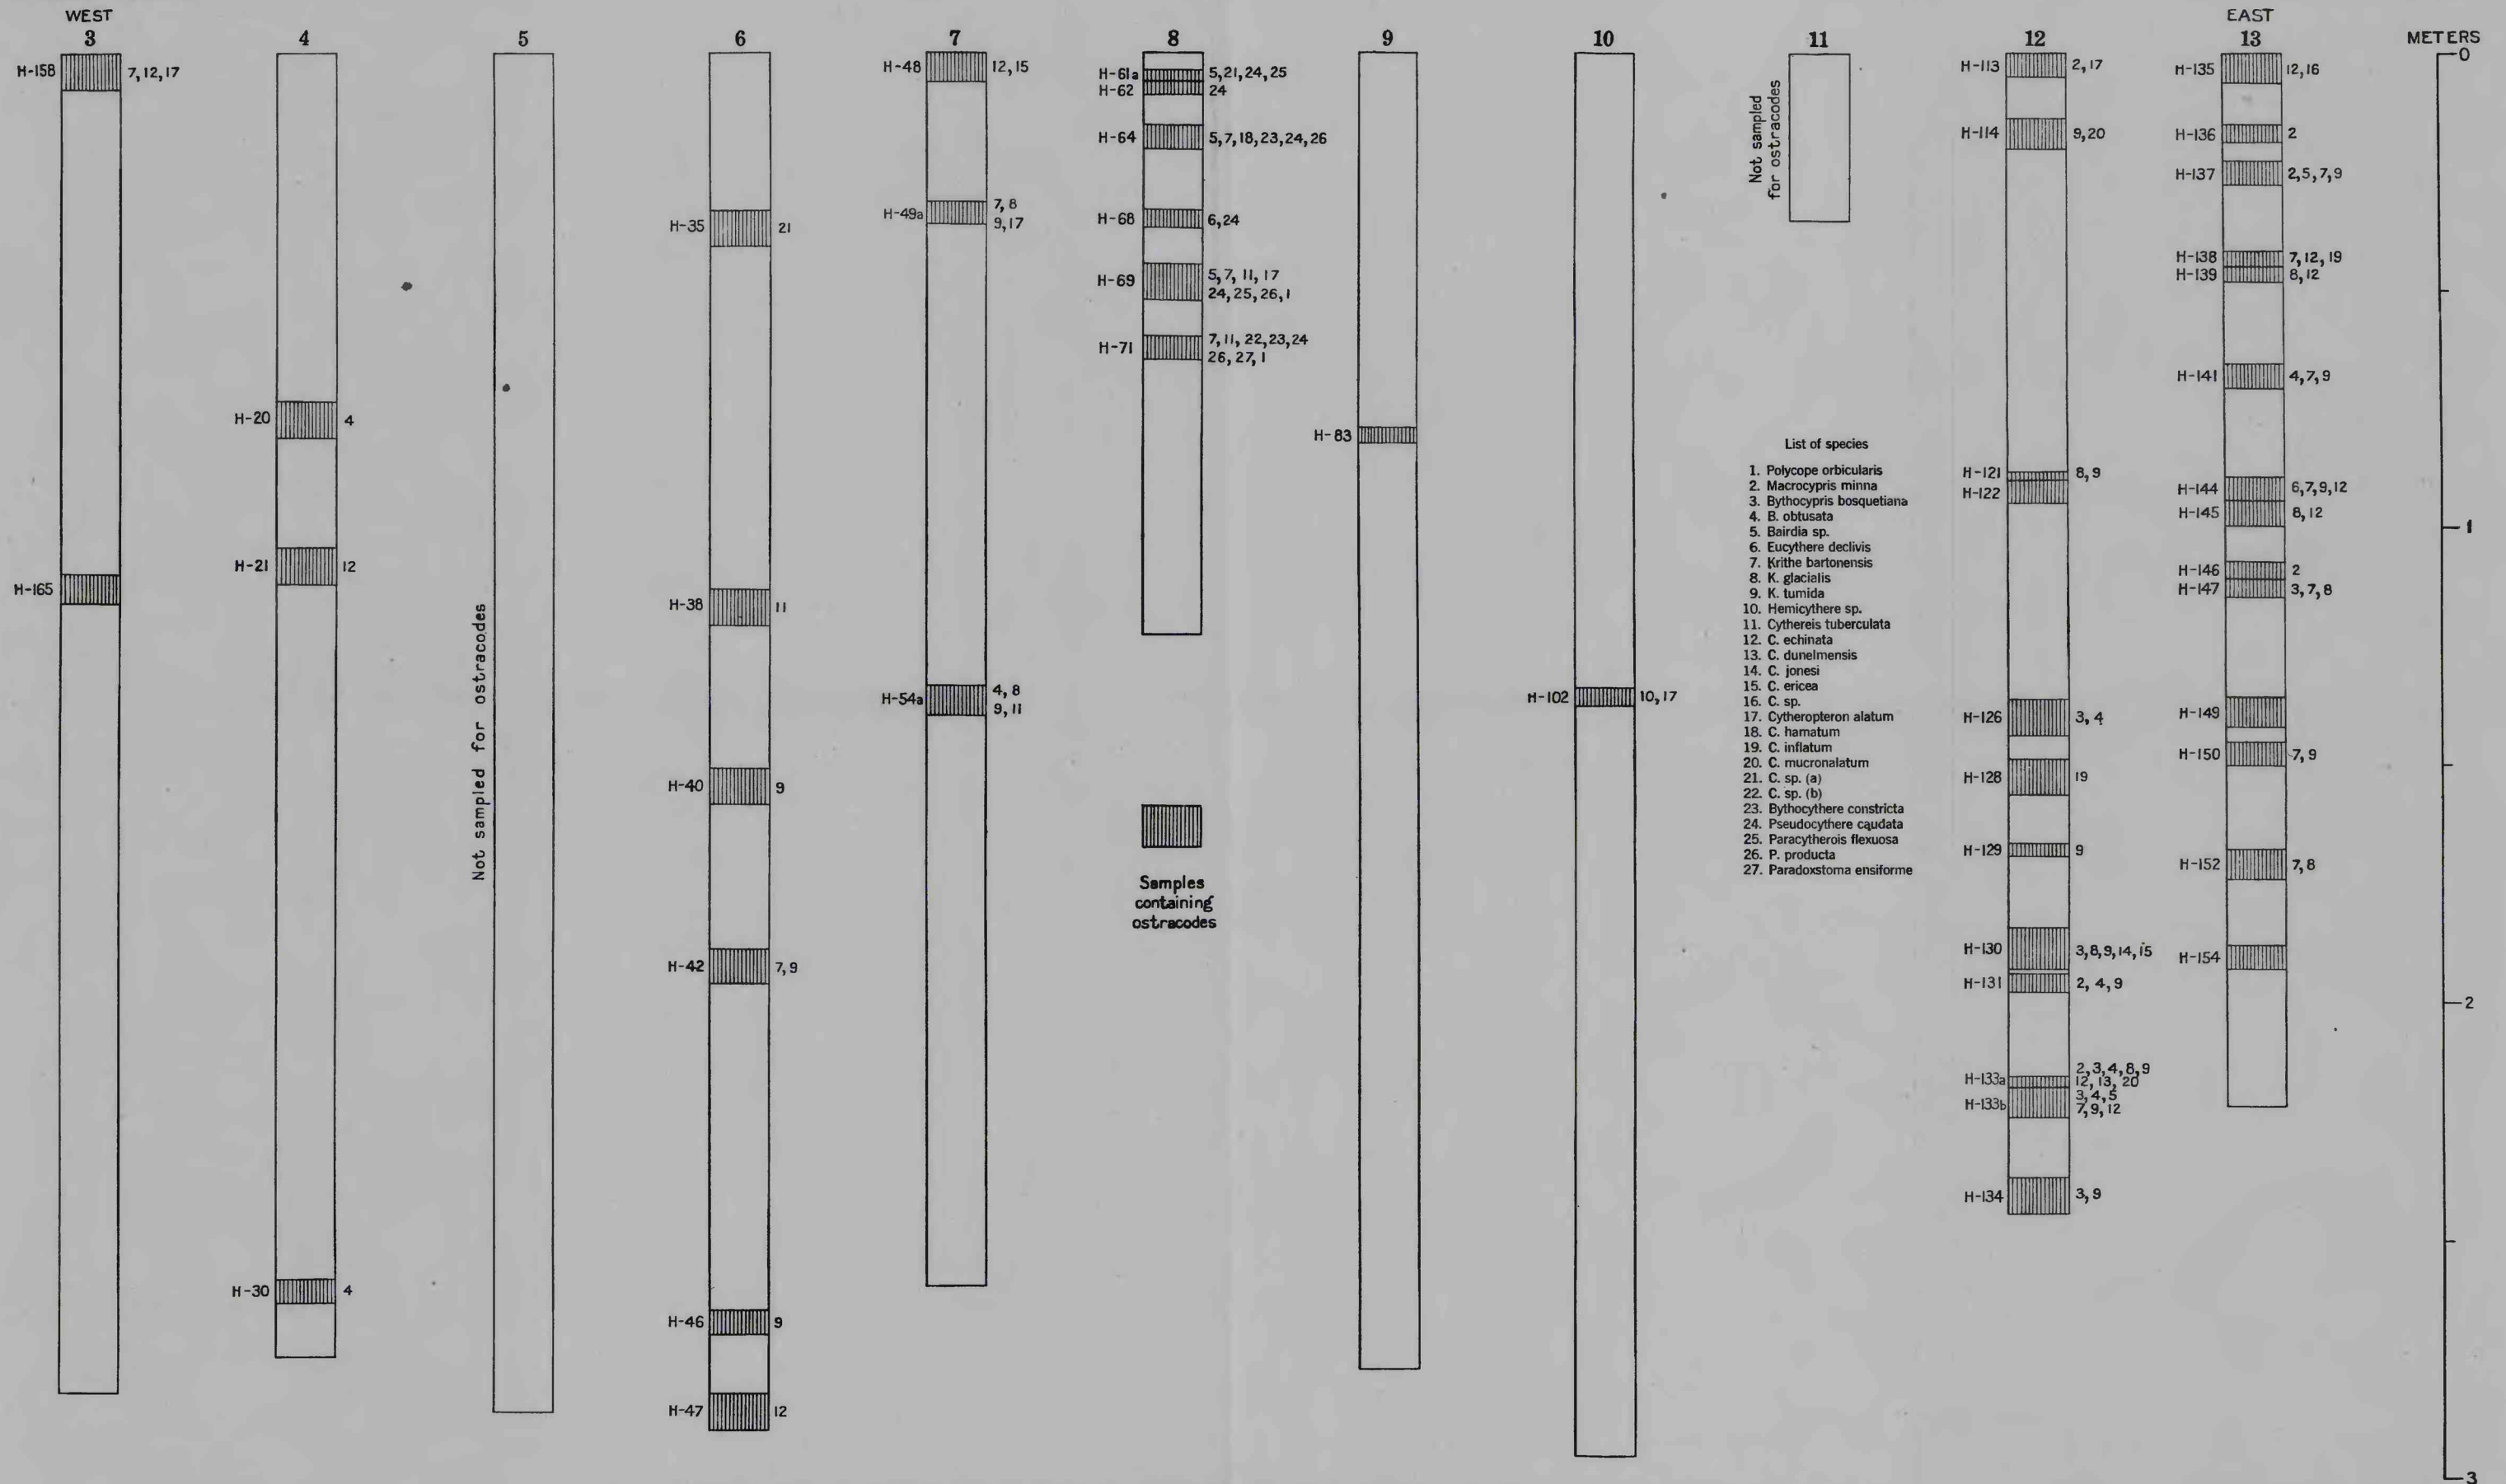 WEST
3
4
5
6
7
8
9
10
11
12
EAST
13
METERS
0
1
2
3
H-158 7,12,17
H-165
H-20 4
H-21 12
H-30 4
Not sampled for ostracodes
H-35 21
H-38 11
H-40 9
H-42 7,9
H-46 9
H-47 12
H-48 12,15
H-49a 7,8
9,17
H-54a 4,8
9,11
H-61a 5,21,24,25
H-62 24
H-64 5,7,18,23,24,26
H-68 6,24
H-69 5,7,11,17
24,25,26,1
H-71 7,11,22,23,24
26,27,1
Samples
containing
ostracodes
H-83
H-102 10,17
Not sampled
for ostracodes
List of species
1. Polycope orbicularis
2. Macrocypris minna
3. Bythocypris bosquetiana
4. B. obtusata
5. Bairdia sp.
6. Eucythere declivis
7. Krithe bartonensis
8. K. glacialis
9. K. tumida
10. Hemicythere sp.
11. Cythereis tuberculata
12. C. echinata
13. C. dunelmensis
14. C. jonesi
15. C. ericea
16. C. sp.
17. Cytheropteron alatum
18. C. hamatum
19. C. inflatum
20. C. mucronalatum
21. C. sp. (a)
22. C. sp. (b)
23. Bythocythere constricta
24. Pseudocythere caudata
25. Paracytherois flexuosa
26. P. producta
27. Paradoxstoma ensiforme
H-113 2,17
H-114 9,20
H-121 8,9
H-122
H-126 3,4
H-128 19
H-129 9
H-130 3,8,9,14,15
H-131 2,4,9
H-133a 2,3,4,8,9
12,13,20
H-133b 3,4,5
7,9,12
H-134 3,9
H-135 12,16
H-136 2
H-137 2,5,7,9
H-138 7,12,19
H-139 8,12
H-141 4,7,9
H-144 6,7,9,12
H-145 8,12
H-146 2
H-147 3,7,8
H-149
H-150 7,9
H-152 7,8
H-154